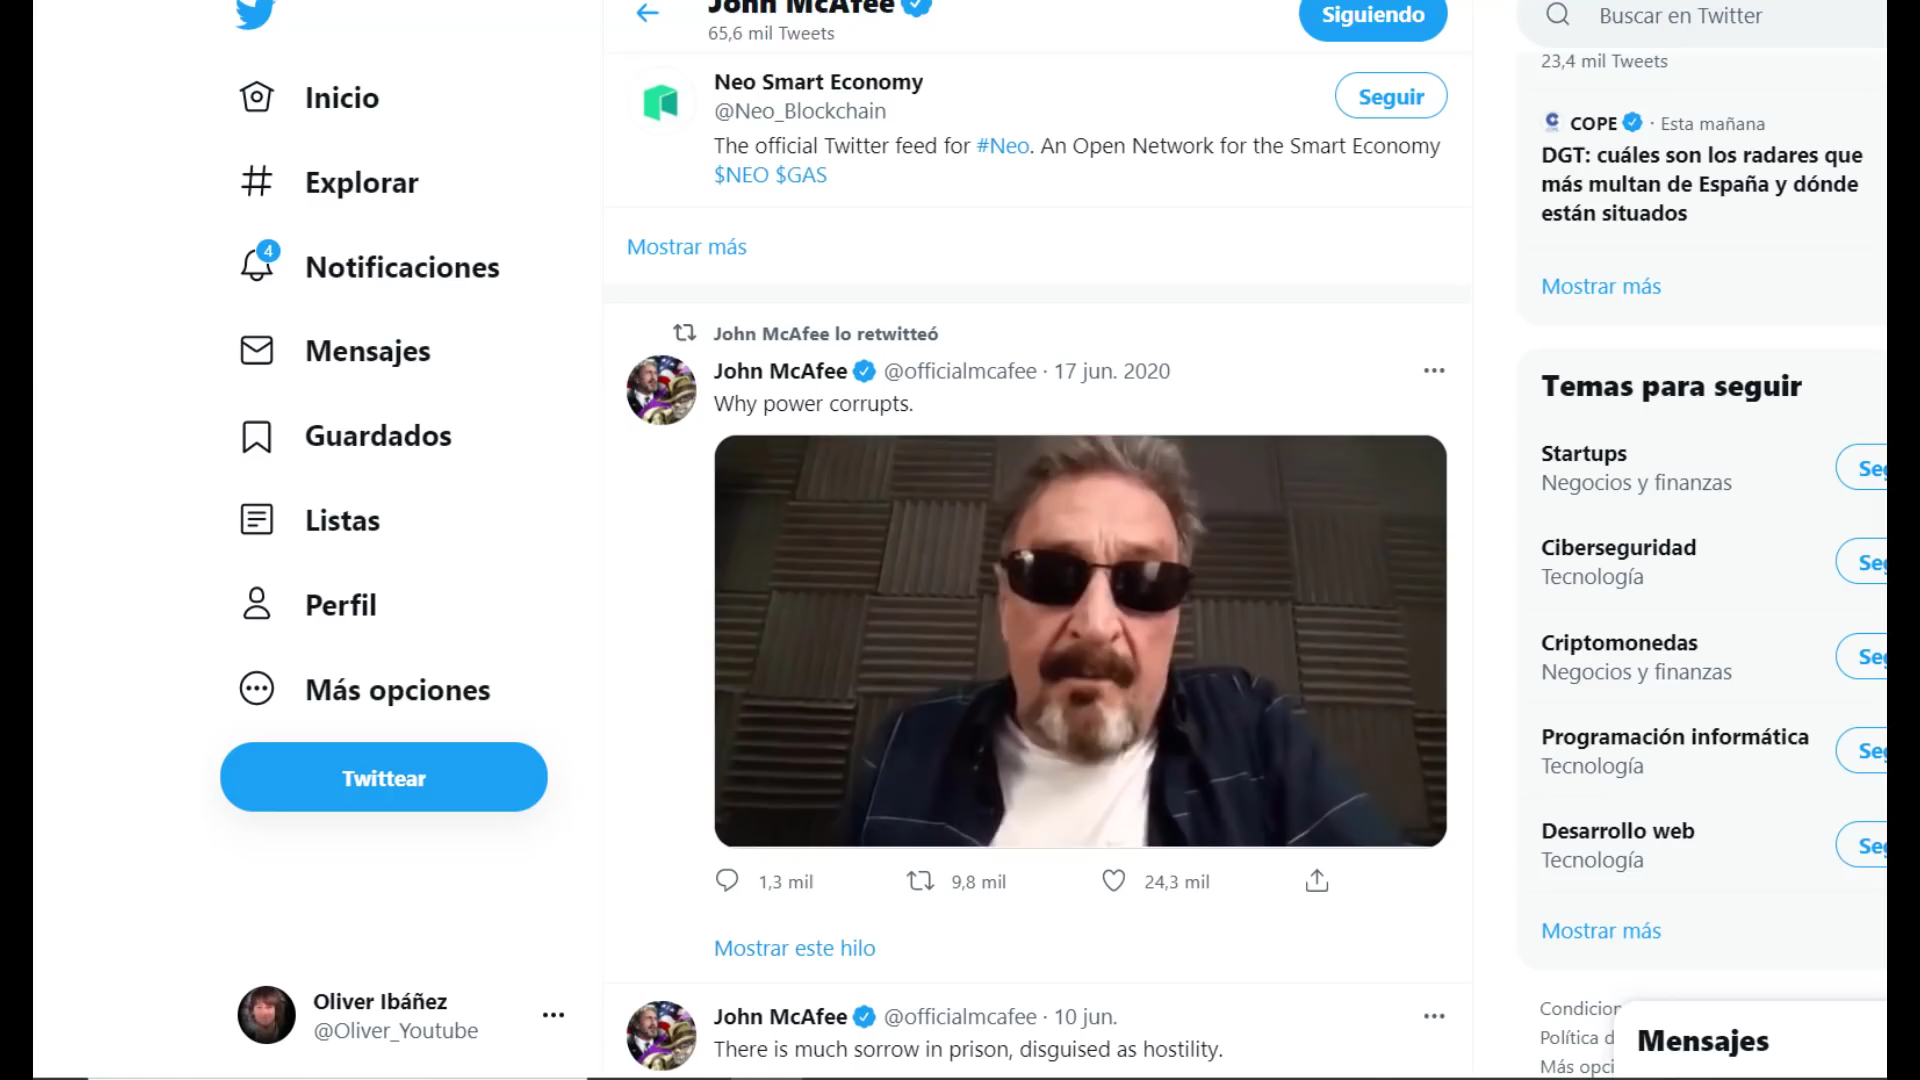 Inicio
Explorar
4
Notificaciones
Mensajes
Guardados
Listas
Perfil
Más opciones
Twittear
Oliver Ibáñez
@Oliver_Youtube
John McAfee
65,6 mil Tweets
Siguiendo
Neo Smart Economy
@Neo_Blockchain
Seguir
The official Twitter feed for #Neo. An Open Network for the Smart Economy
$NEO $GAS
Mostrar más
John McAfee lo retwitteó
John McAfee @officialmcafee · 17 jun. 2020
Why power corrupts.
1,3 mil 9,8 mil 24,3 mil
Mostrar este hilo
John McAfee @officialmcafee · 10 jun.
There is much sorrow in prison, disguised as hostility.
Buscar en Twitter
23,4 mil Tweets
COPE · Esta mañana
DGT: cuáles son los radares que
más multan de España y dónde
están situados
Mostrar más
Temas para seguir
Startups
Negocios y finanzas
Ciberseguridad
Tecnología
Criptomonedas
Negocios y finanzas
Programación informática
Tecnología
Desarrollo web
Tecnología
Mostrar más
Política
Más
Mensajes